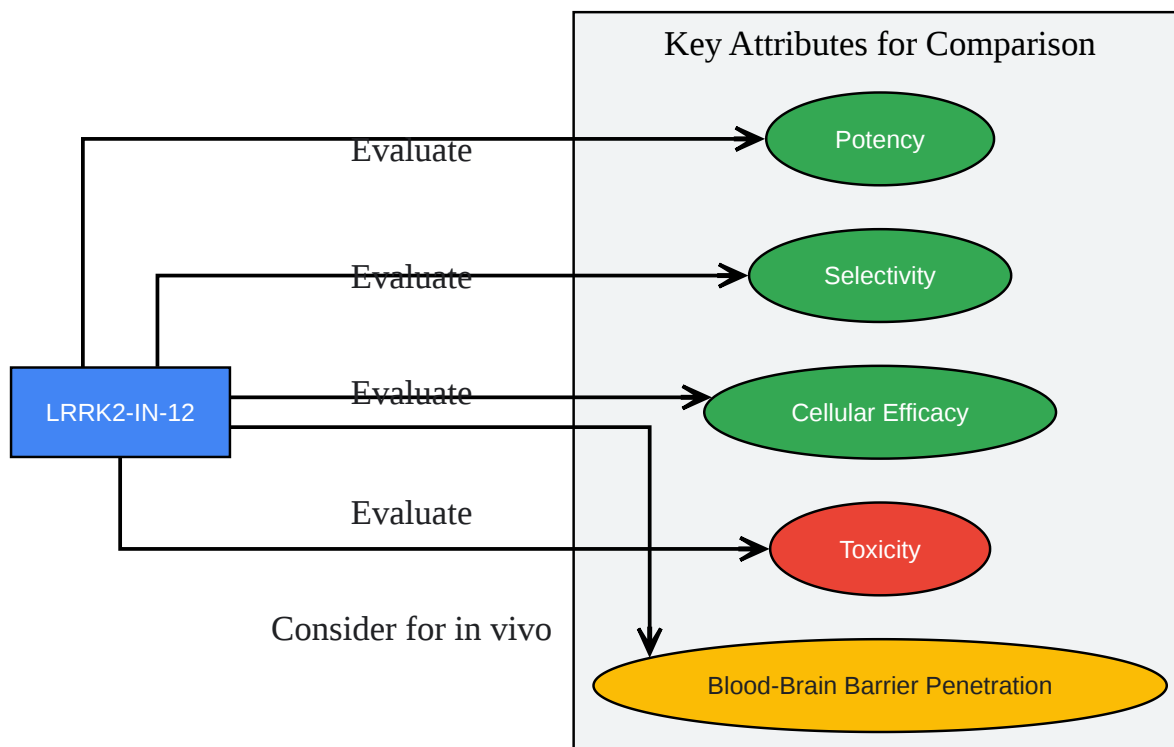 Key Attributes for Comparison
Evaluate
Potency
Evaluate
Selectivity
Evaluate
LRRK2-IN-12
Cellular Efficacy
Evaluate
Toxicity
Consider for in vivo
Blood-Brain Barrier Penetration